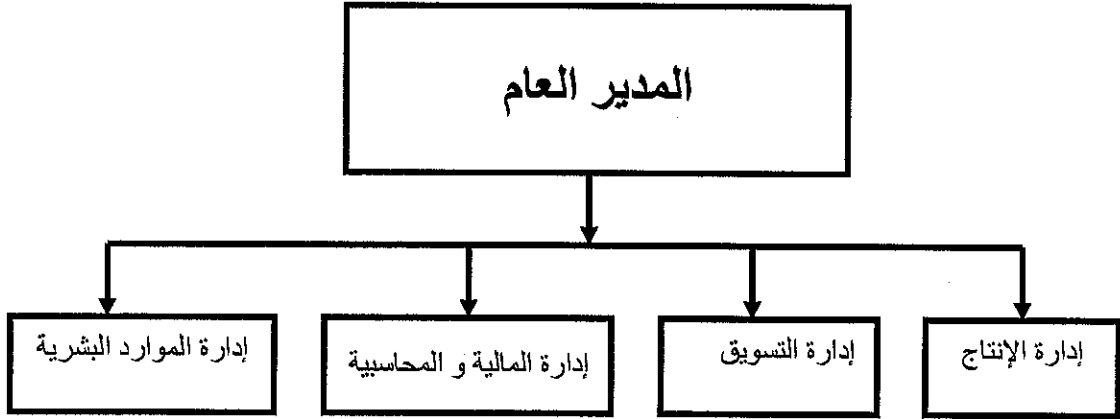 المدير العام
إدارة الإنتاج
إدارة التسويق
إدارة المالية و المحاسبية
إدارة الموارد البشرية